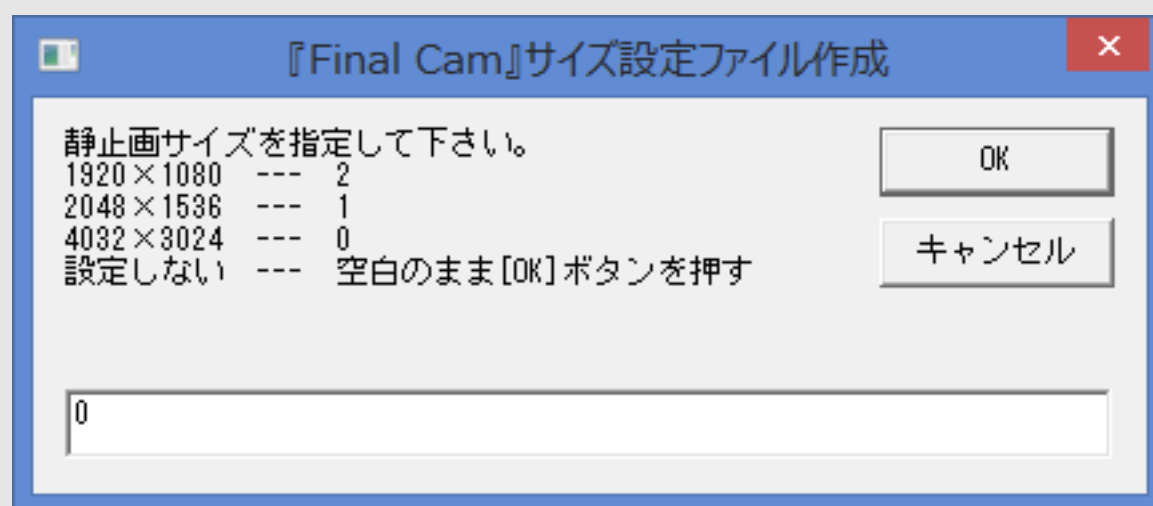 『Final Cam』サイズ設定ファイル作成
静止画サイズを指定して下さい。
1920×1080 --- 2
2048×1536 --- 1
4032×3024 --- 0
設定しない --- 空白のまま[OK]ボタンを押す
OK
キャンセル
0